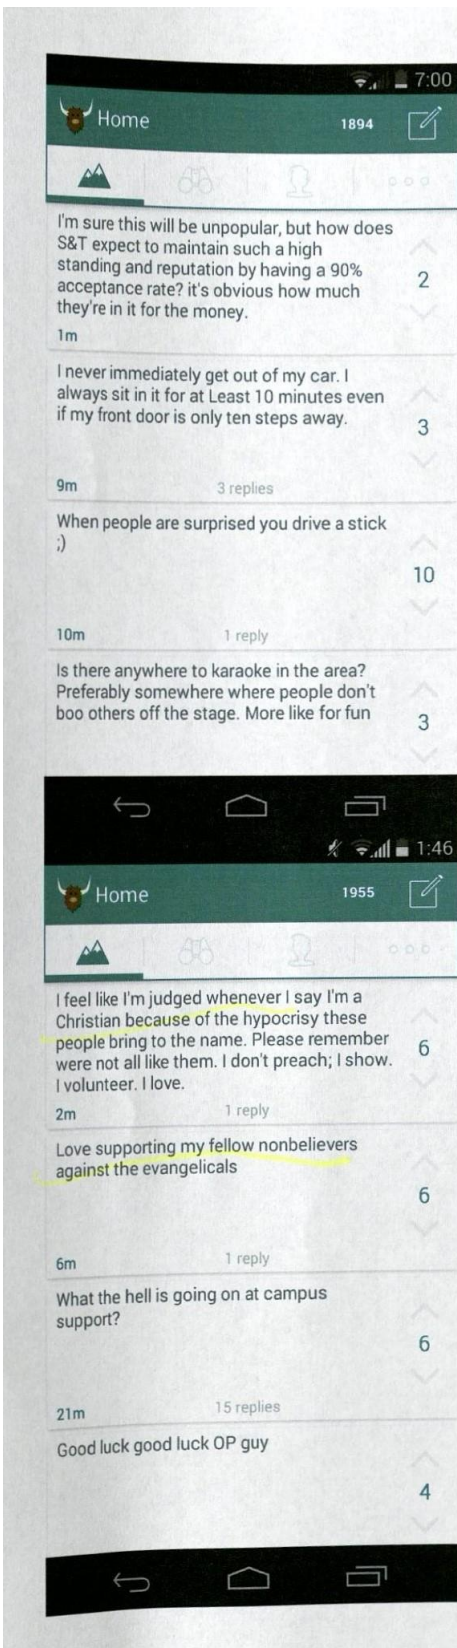 7:00
Home 1894
I'm sure this will be unpopular, but how does
S&T expect to maintain such a high
standing and reputation by having a 90%
acceptance rate? it's obvious how much
they're in it for the money.
2
1m
I never immediately get out of my car. I
always sit in it for at Least 10 minutes even
if my front door is only ten steps away.
3
9m 3 replies
When people are surprised you drive a stick
;)
10
10m 1 reply
Is there anywhere to karaoke in the area?
Preferably somewhere where people don't
boo others off the stage. More like for fun
3
1:46
Home 1955
I feel like I'm judged whenever I say I'm a
Christian because of the hypocrisy these
people bring to the name. Please remember
were not all like them. I don't preach; I show.
I volunteer. I love.
6
2m 1 reply
Love supporting my fellow nonbelievers
against the evangelicals
6
6m 1 reply
What the hell is going on at campus
support?
6
21m 15 replies
Good luck good luck OP guy
4